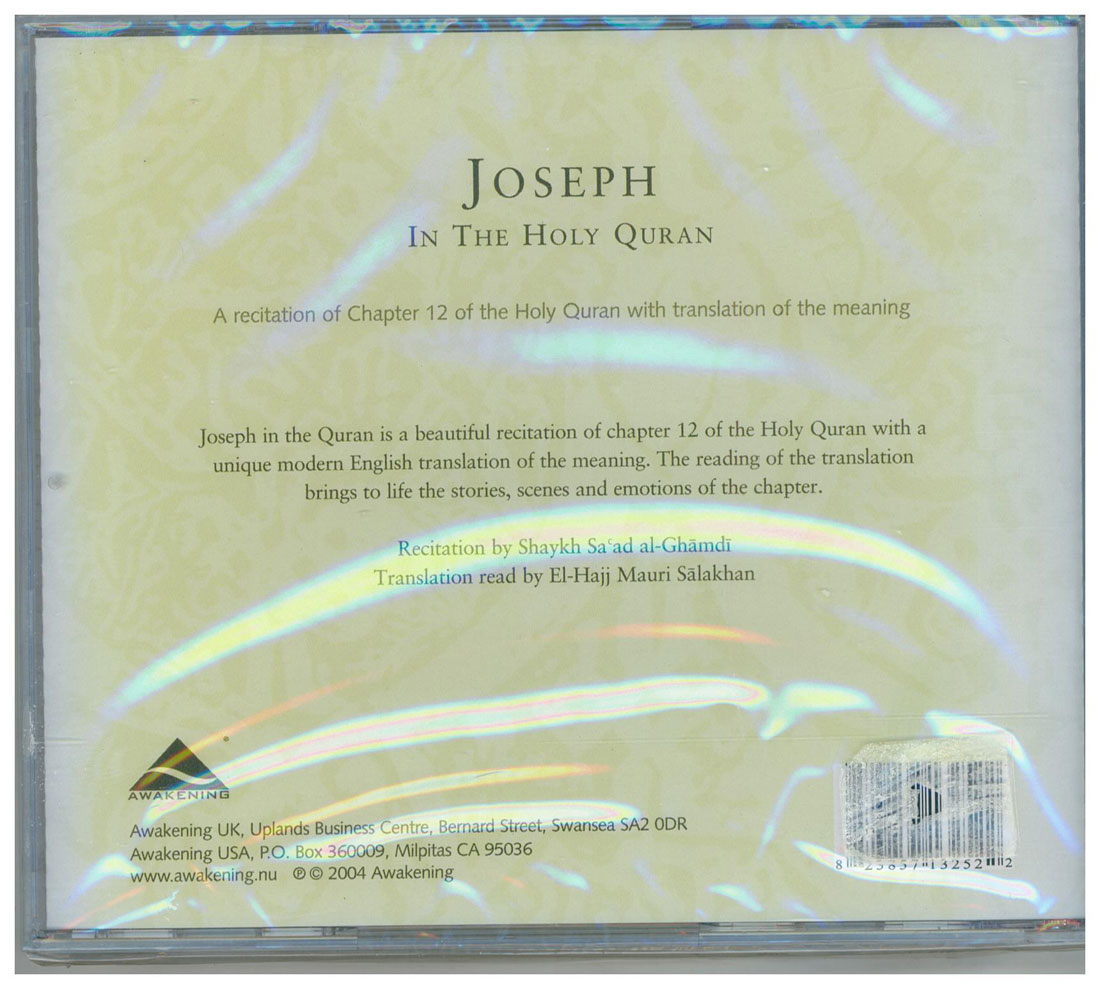 JOSEPH
IN THE HOLY QURAN
A recitation of Chapter 12 of the Holy Quran with translation of the meaning
Joseph in the Quran is a beautiful recitation of chapter 12 of the Holy Quran with a
unique modern English translation of the meaning. The reading of the translation
brings to life the stories, scenes and emotions of the chapter.
Recitation by Shaykh Saʿad al-Ghāmdī
Translation read by El-Hajj Mauri Sālakhan
AWAKENING
Awakening UK, Uplands Business Centre, Bernard Street, Swansea SA2 0DR
Awakening USA, P.O. Box 360009, Milpitas CA 95036
www.awakening.nu ℗ © 2004 Awakening
8 25857 13252 2